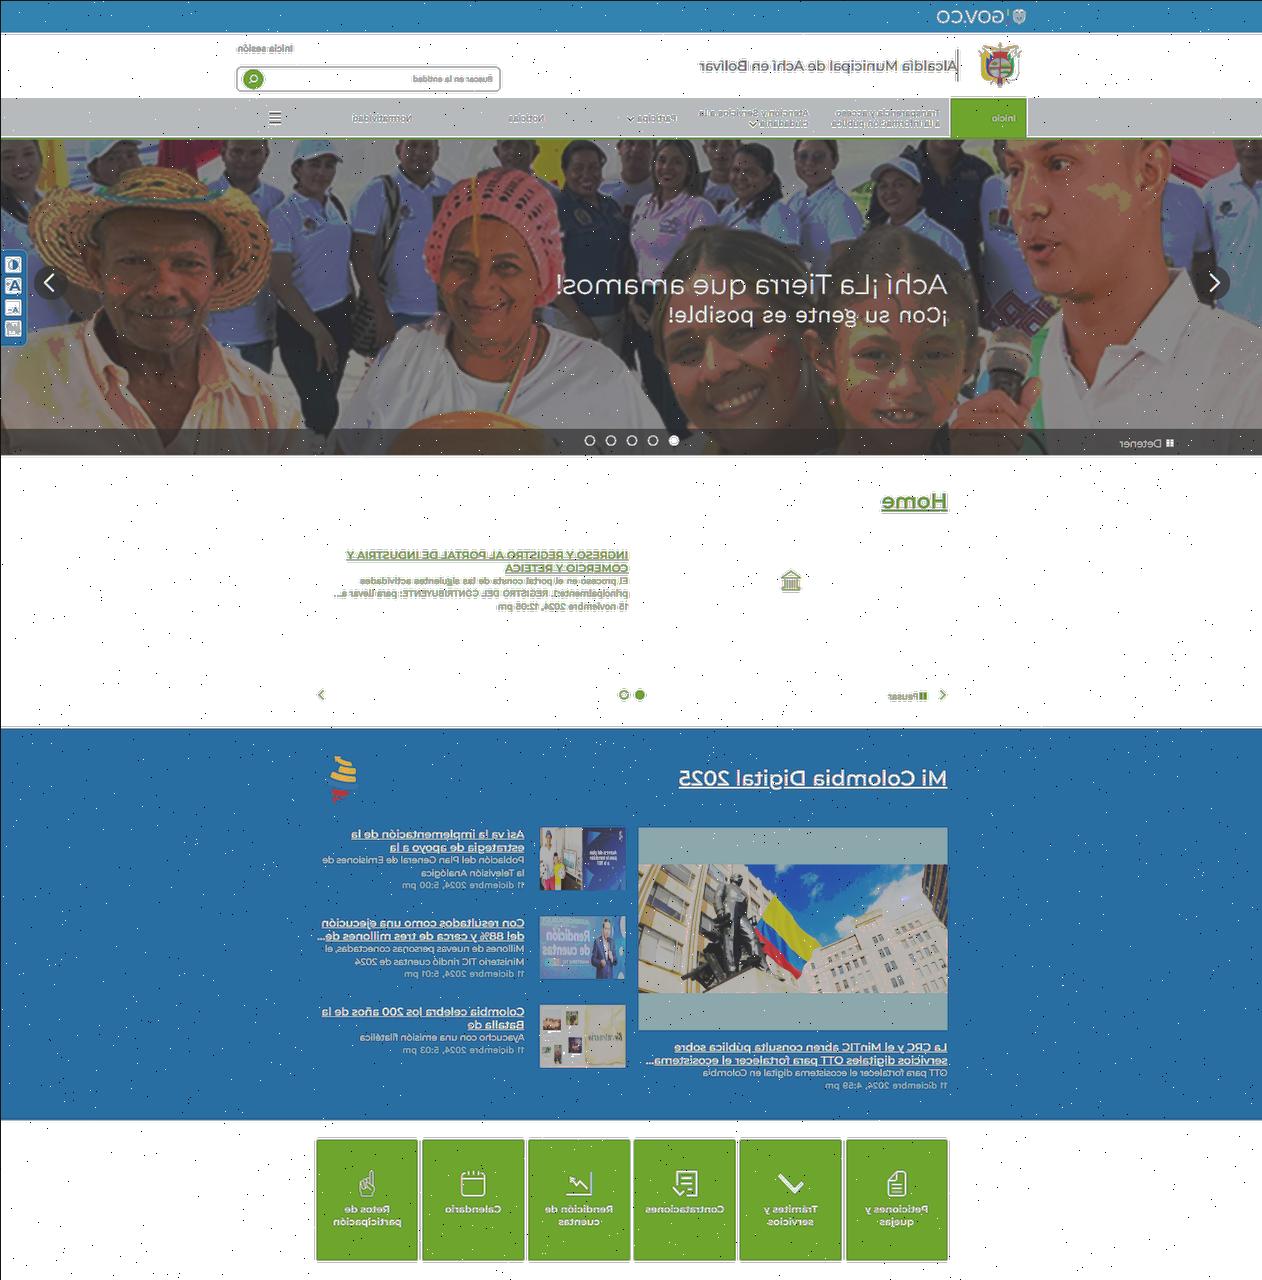 GOV.CO
Inicia sesión
Alcaldía Municipal de Achí en Bolívar
Buscar en la entidad
Inicio
Transparencia y acceso
a la información pública
Atención y Servicios a la
ciudadanía
Participa
Noticias
Normatividad
Achí ¡La Tierra que amamos!
¡Con su gente es posible!
Detener
Home
INGRESO Y REGISTRO AL PORTAL DE INDUSTRIA Y
COMERCIO Y RETEICA
El proceso en el portal consta de las siguientes actividades
principalmente:1. REGISTRO DEL CONTRIBUYENTE: para llevar a...
15 noviembre 2024, 12:05 pm
Pausar
Mi Colombia Digital 2025
La CRC y el MinTIC abren consulta pública sobre
servicios digitales OTT para fortalecer el ecosistema...
OTT para fortalecer el ecosistema digital en Colombia
11 diciembre 2024, 4:59 pm
Así va la implementación de la
estrategia de apoyo a la
Población del Plan General de Emisiones de
la Televisión Analógica
11 diciembre 2024, 5:00 pm
Rendición
de cuentas
Con resultados como una ejecución
del 88% y cerca de tres millones de...
Millones de nuevas personas conectadas, el
Ministerio TIC rindió cuentas de 2024
11 diciembre 2024, 5:01 pm
Colombia celebra los 200 años de la
Batalla de
Ayacucho con una emisión filatélica
11 diciembre 2024, 5:03 pm
Peticiones y
quejas
Trámites y
servicios
Contrataciones
Rendición de
cuentas
Calendario
Retos de
participación